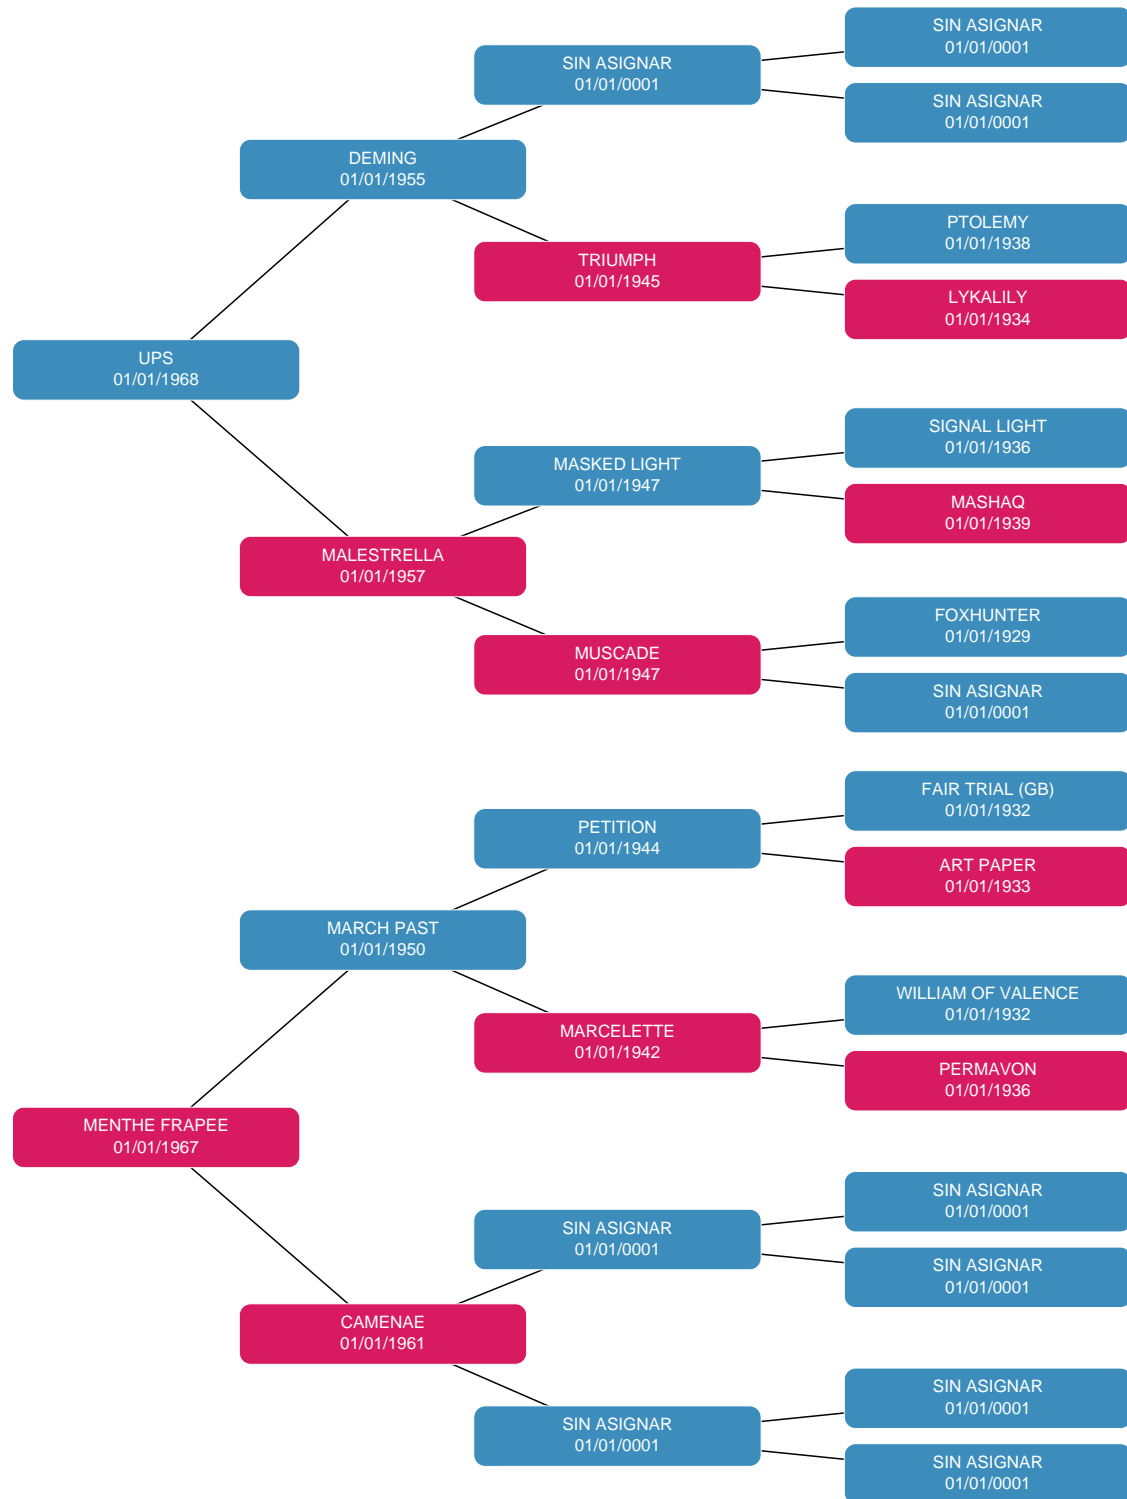 SIN ASIGNAR
01/01/0001
SIN ASIGNAR
01/01/0001
SIN ASIGNAR
01/01/0001
DEMING
01/01/1955
PTOLEMY
01/01/1938
TRIUMPH
01/01/1945
LYKALILY
01/01/1934
UPS
01/01/1968
SIGNAL LIGHT
01/01/1936
MASKED LIGHT
01/01/1947
MASHAQ
01/01/1939
MALESTRELLA
01/01/1957
FOXHUNTER
01/01/1929
MUSCADE
01/01/1947
SIN ASIGNAR
01/01/0001
FAIR TRIAL (GB)
01/01/1932
PETITION
01/01/1944
ART PAPER
01/01/1933
MARCH PAST
01/01/1950
WILLIAM OF VALENCE
01/01/1932
MARCELETTE
01/01/1942
PERMAVON
01/01/1936
MENTHE FRAPEE
01/01/1967
SIN ASIGNAR
01/01/0001
SIN ASIGNAR
01/01/0001
SIN ASIGNAR
01/01/0001
CAMENAE
01/01/1961
SIN ASIGNAR
01/01/0001
SIN ASIGNAR
01/01/0001
SIN ASIGNAR
01/01/0001